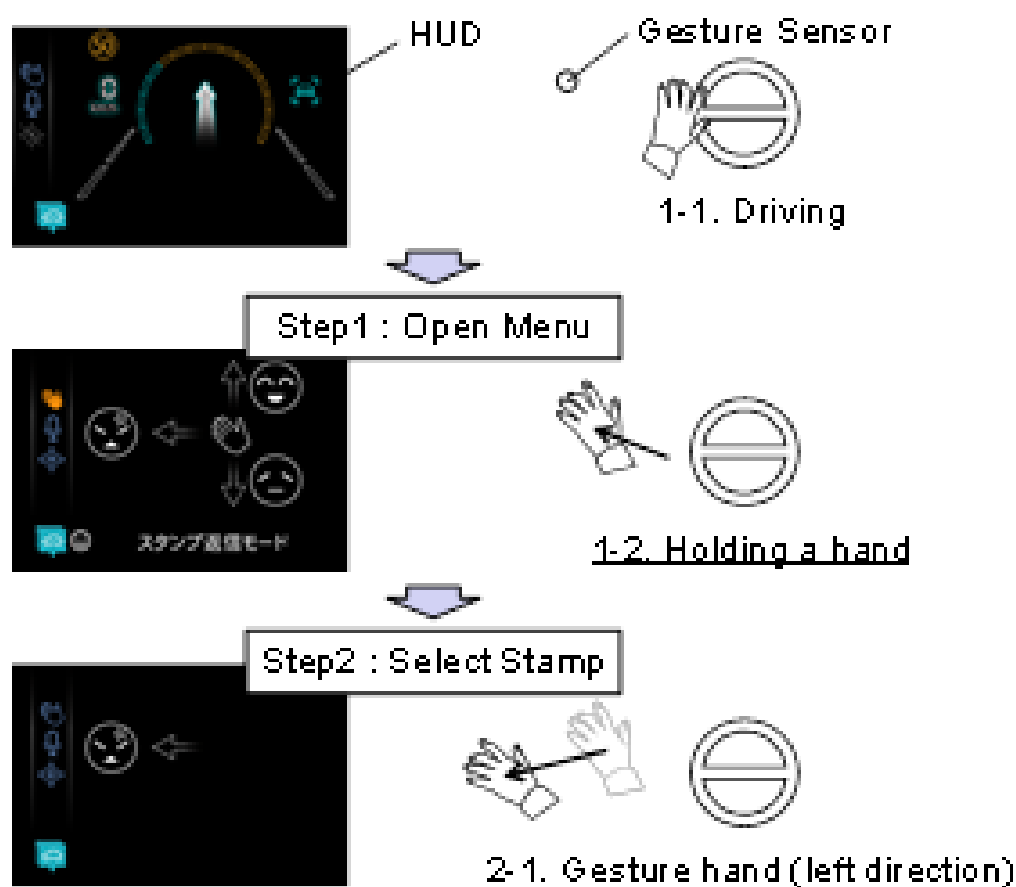 HUD
Gesture Sensor
1-1. Driving
Step1 : Open Menu
スタンプ返信モード
1-2. Holding a hand
Step2 : Select Stamp
2-1. Gesture hand (left direction)